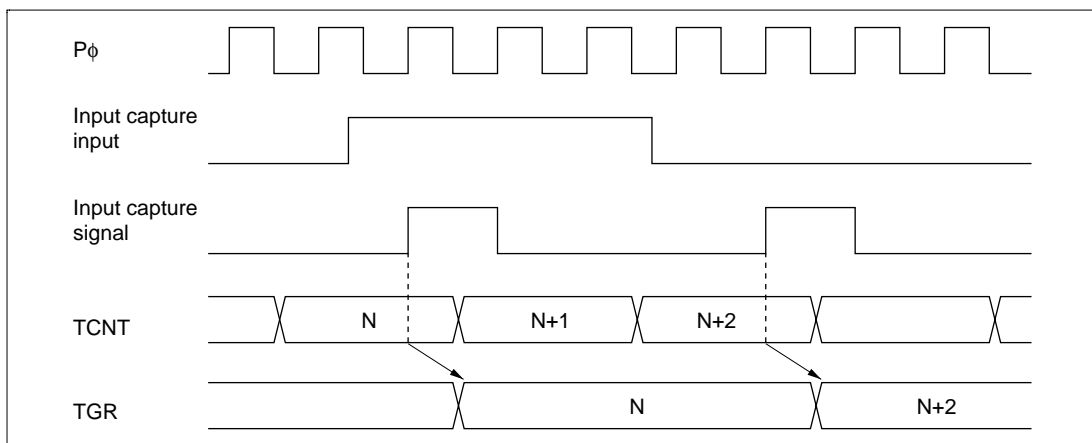 Pϕ
Input capture
input
Input capture
signal
TCNT
N
N+1
N+2
TGR
N
N+2